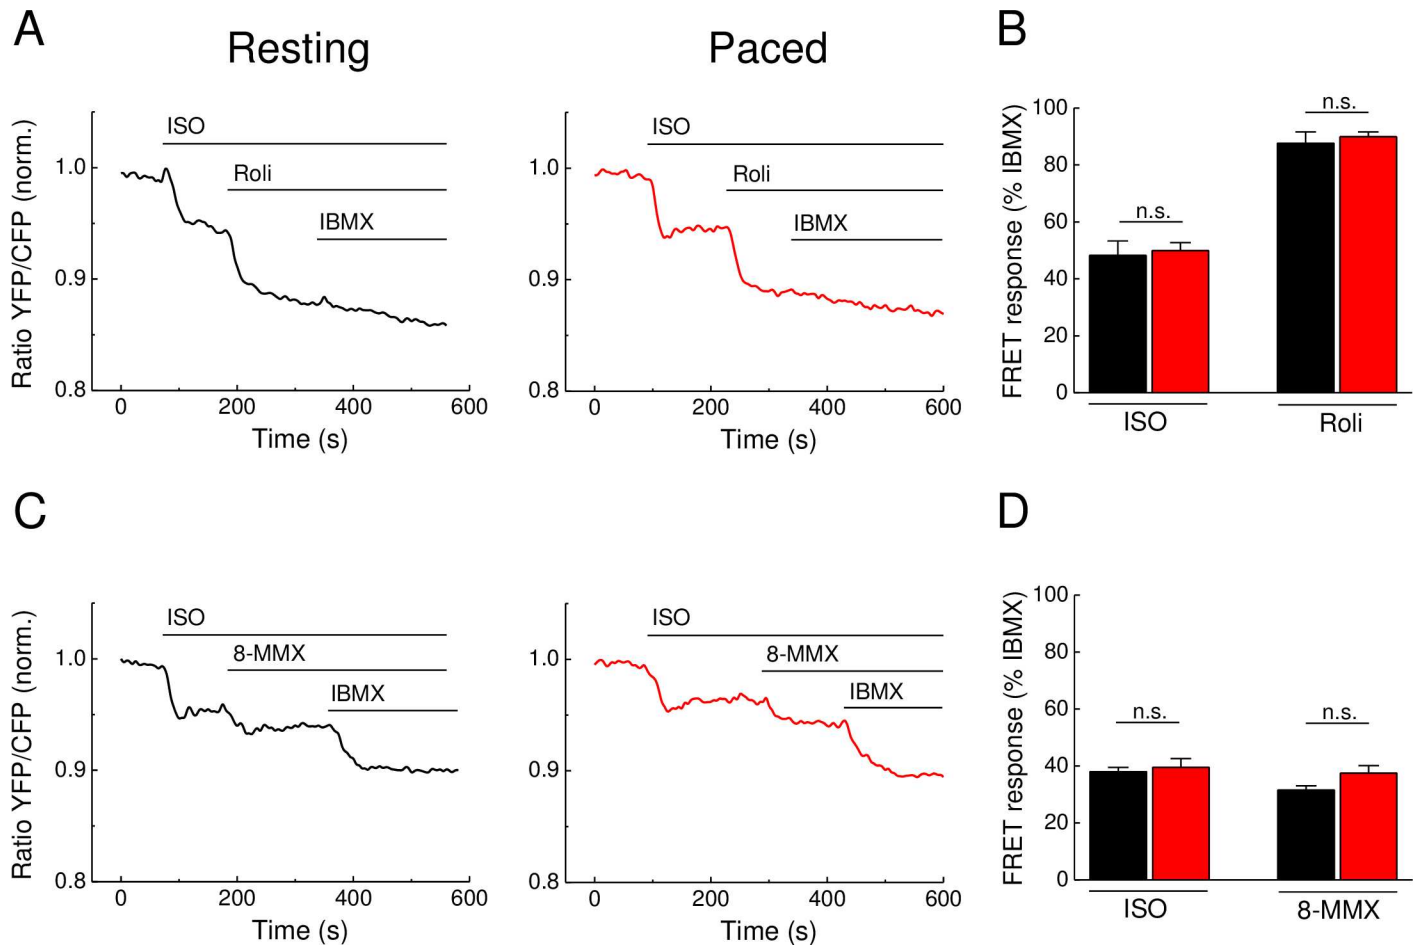 A
Resting
Paced
B
Ratio YFP/CFP (norm.)
1.0
0.9
0.8
ISO
Roli
IBMX
0
200
400
600
Time (s)
1.0
0.9
0.8
ISO
Roli
IBMX
0
200
400
600
Time (s)
FRET response (% IBMX)
100
80
60
40
20
0
n.s.
n.s.
ISO
Roli
C
D
Ratio YFP/CFP (norm.)
1.0
0.9
0.8
ISO
8-MMX
IBMX
0
200
400
600
Time (s)
1.0
0.9
0.8
ISO
8-MMX
IBMX
0
200
400
600
Time (s)
FRET response (% IBMX)
100
80
60
40
20
0
n.s.
n.s.
ISO
8-MMX